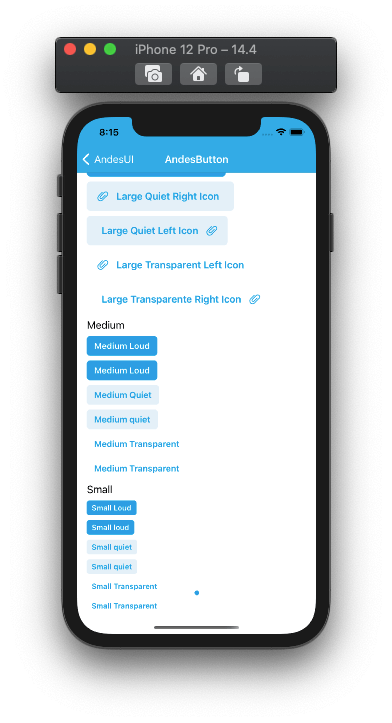 iPhone 12 Pro – 14.4
8:15
AndesUI
AndesButton
Large Quiet Right Icon
Large Quiet Left Icon
Large Transparent Left Icon
Large Transparente Right Icon
Medium
Medium Loud
Medium Loud
Medium Quiet
Medium quiet
Medium Transparent
Medium Transparent
Small
Small Loud
Small loud
Small quiet
Small quiet
Small Transparent
Small Transparent